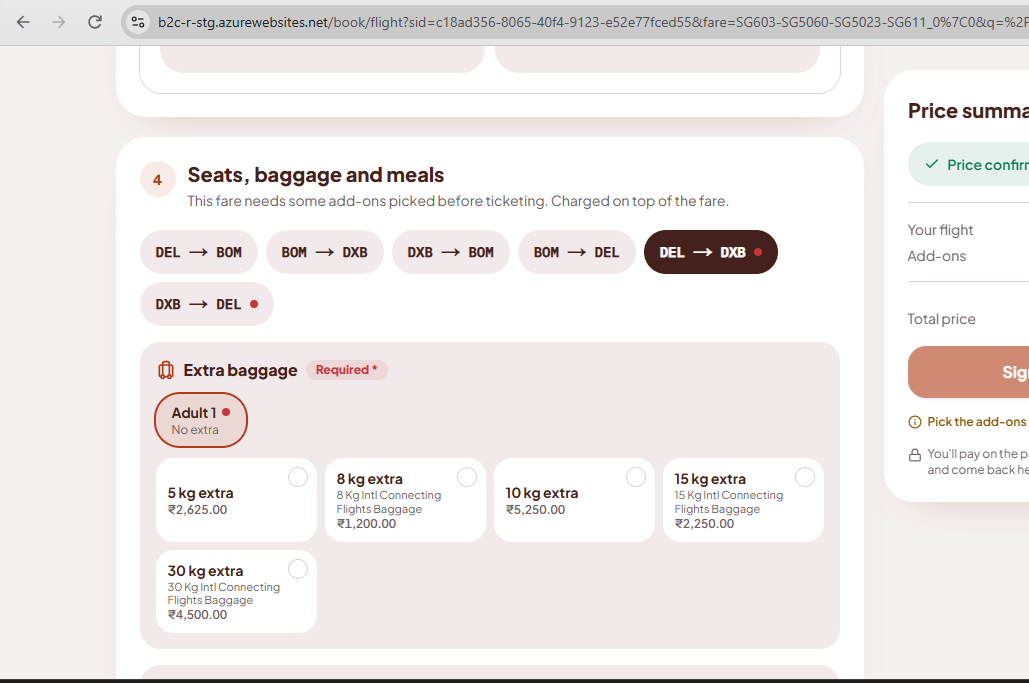 b2c-r-stg.azurewebsites.net/book/flight?sid=c18ad356-8065-40f4-9123-e52e77fced55&fare=SG603-SG5060-SG5023-SG611_0%7C0&q=%2F
Price summa
4
Seats, baggage and meals
This fare needs some add-ons picked before ticketing. Charged on top of the fare.
Price confirm
DEL → BOM
BOM → DXB
DXB → BOM
BOM → DEL
DEL → DXB
DXB → DEL
Your flight
Add-ons
Total price
Sig
Pick the add-ons
You'll pay on the p
and come back he
Extra baggage Required *
Adult 1
No extra
5 kg extra
₹2,625.00
8 kg extra
8 Kg Intl Connecting
Flights Baggage
₹1,200.00
10 kg extra
₹5,250.00
15 kg extra
15 Kg Intl Connecting
Flights Baggage
₹2,250.00
30 kg extra
30 Kg Intl Connecting
Flights Baggage
₹4,500.00